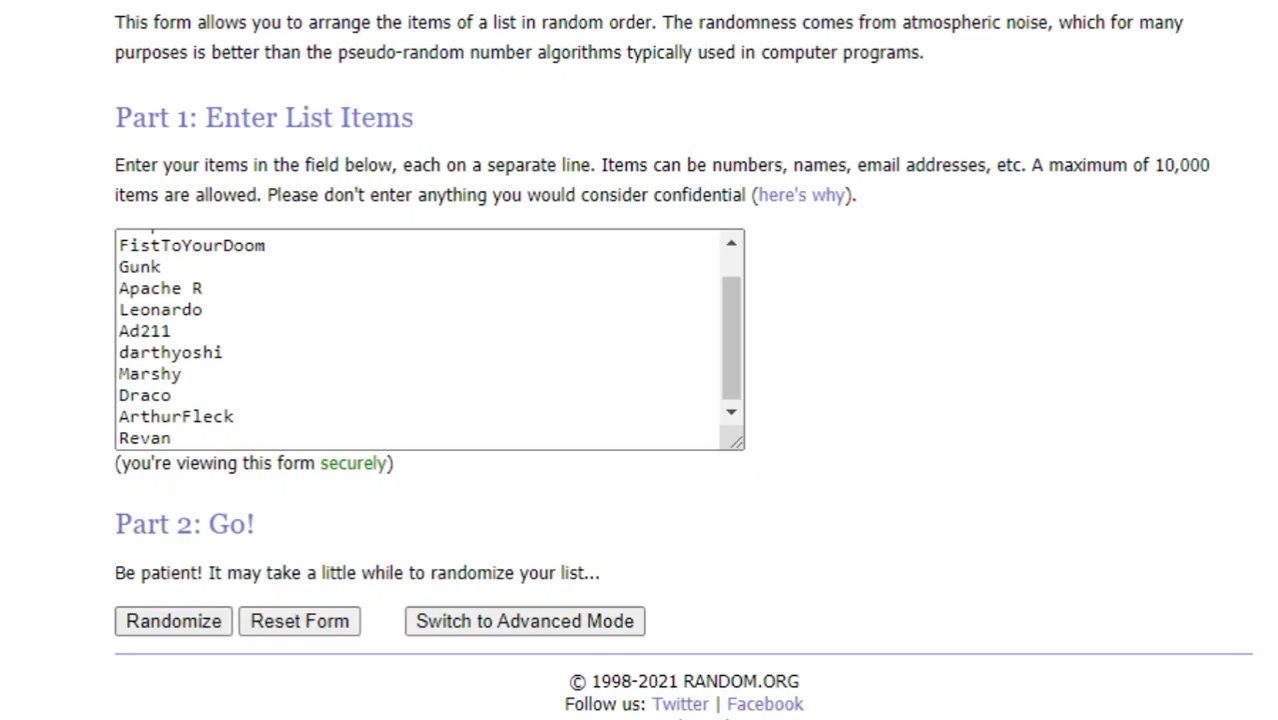 This form allows you to arrange the items of a list in random order. The randomness comes from atmospheric noise, which for many
purposes is better than the pseudo-random number algorithms typically used in computer programs.
Part 1: Enter List Items
Enter your items in the field below, each on a separate line. Items can be numbers, names, email addresses, etc. A maximum of 10,000
items are allowed. Please don't enter anything you would consider confidential (here's why).
FistToYourDoom
Gunk
Apache R
Leonardo
Ad211
darthyoshi
Marshy
Draco
ArthurFleck
Revan
(you're viewing this form securely)
Part 2: Go!
Be patient! It may take a little while to randomize your list...
Randomize Reset Form Switch to Advanced Mode
© 1998-2021 RANDOM.ORG
Follow us: Twitter | Facebook